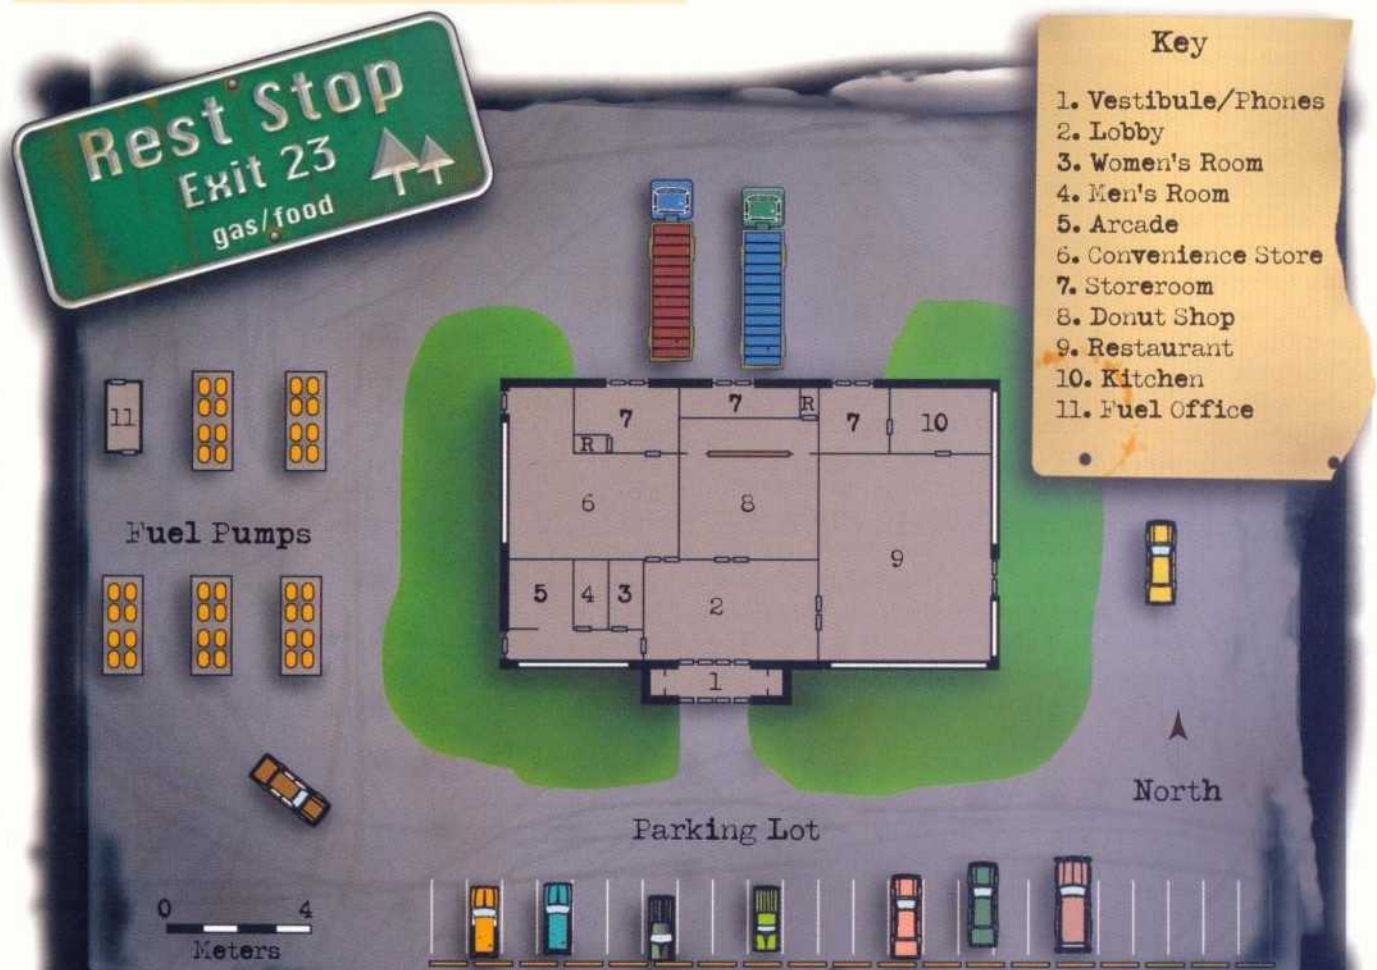 Rest Stop
Exit 23
gas/food
Key
1. Vestibule/Phones
2. Lobby
3. Women's Room
4. Men's Room
5. Arcade
6. Convenience Store
7. Storeroom
8. Donut Shop
9. Restaurant
10. Kitchen
11. Fuel Office
11
7
7
R
7
10
R
6
8
9
Fuel Pumps
5
4
3
2
1
North
Parking Lot
0 4
Meters